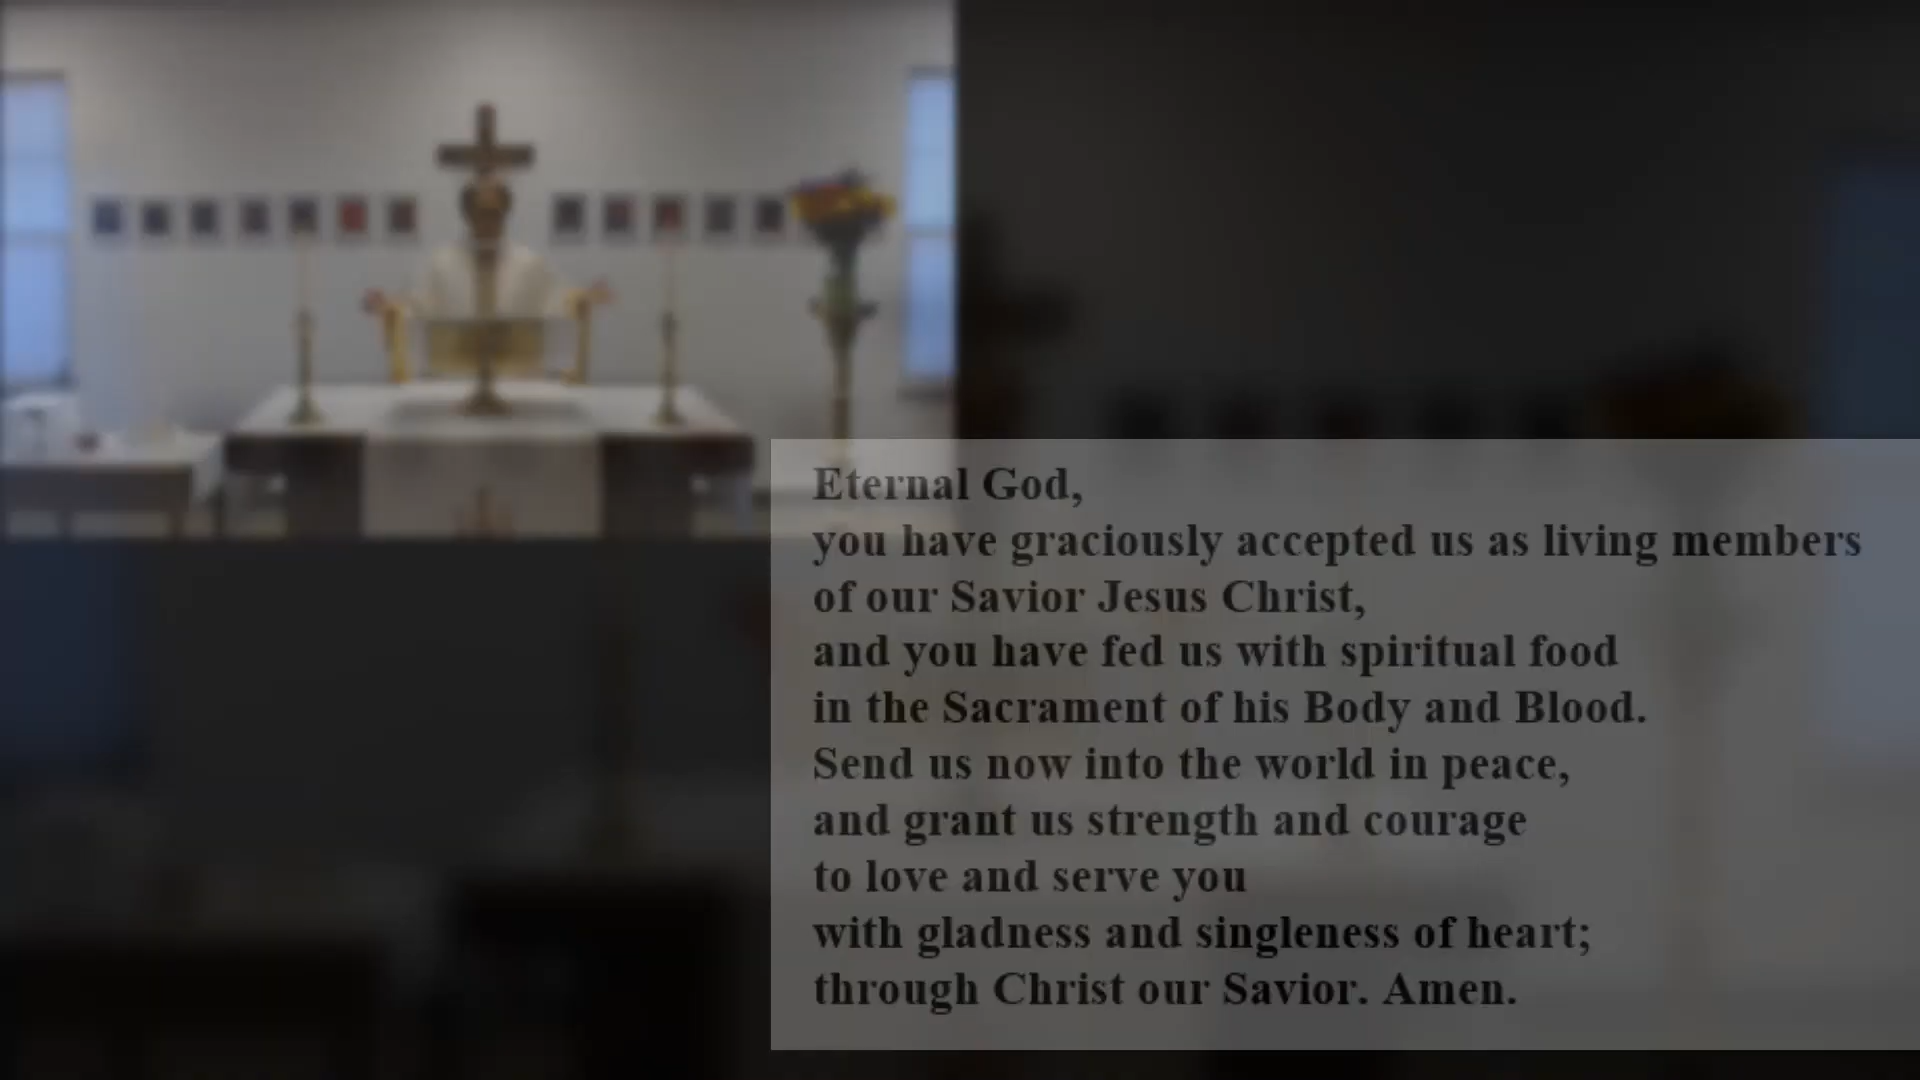 Eternal God,
you have graciously accepted us as living members
of our Savior Jesus Christ,
and you have fed us with spiritual food
in the Sacrament of his Body and Blood.
Send us now into the world in peace,
and grant us strength and courage
to love and serve you
with gladness and singleness of heart;
through Christ our Savior. Amen.